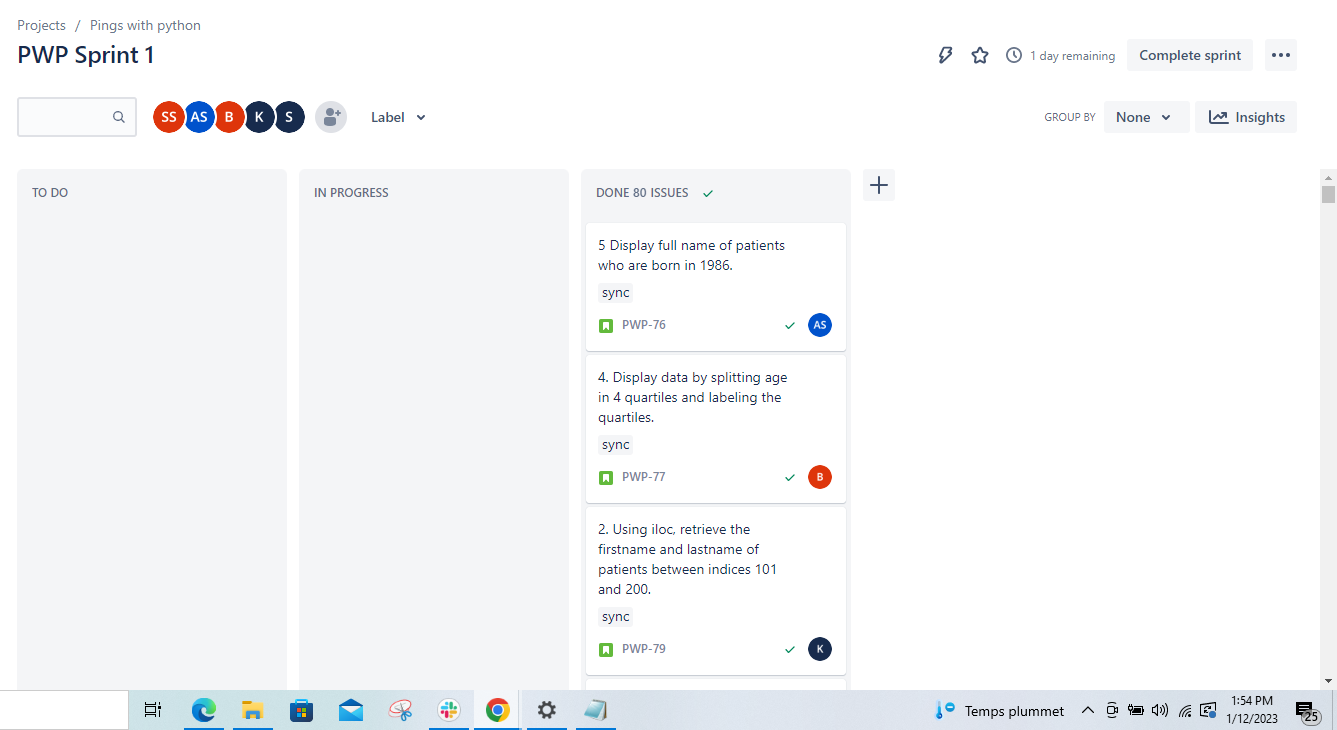 Projects / Pings with python
PWP Sprint 1
1 day remaining
Complete sprint
SS AS B K S
Label
GROUP BY
None
Insights
TO DO
IN PROGRESS
DONE 80 ISSUES
5 Display full name of patients
who are born in 1986.
sync
PWP-76
AS
4. Display data by splitting age
in 4 quartiles and labeling the
quartiles.
sync
PWP-77
B
2. Using iloc, retrieve the
firstname and lastname of
patients between indices 101
and 200.
sync
PWP-79
K
Temps plummet
1:54 PM
1/12/2023
25